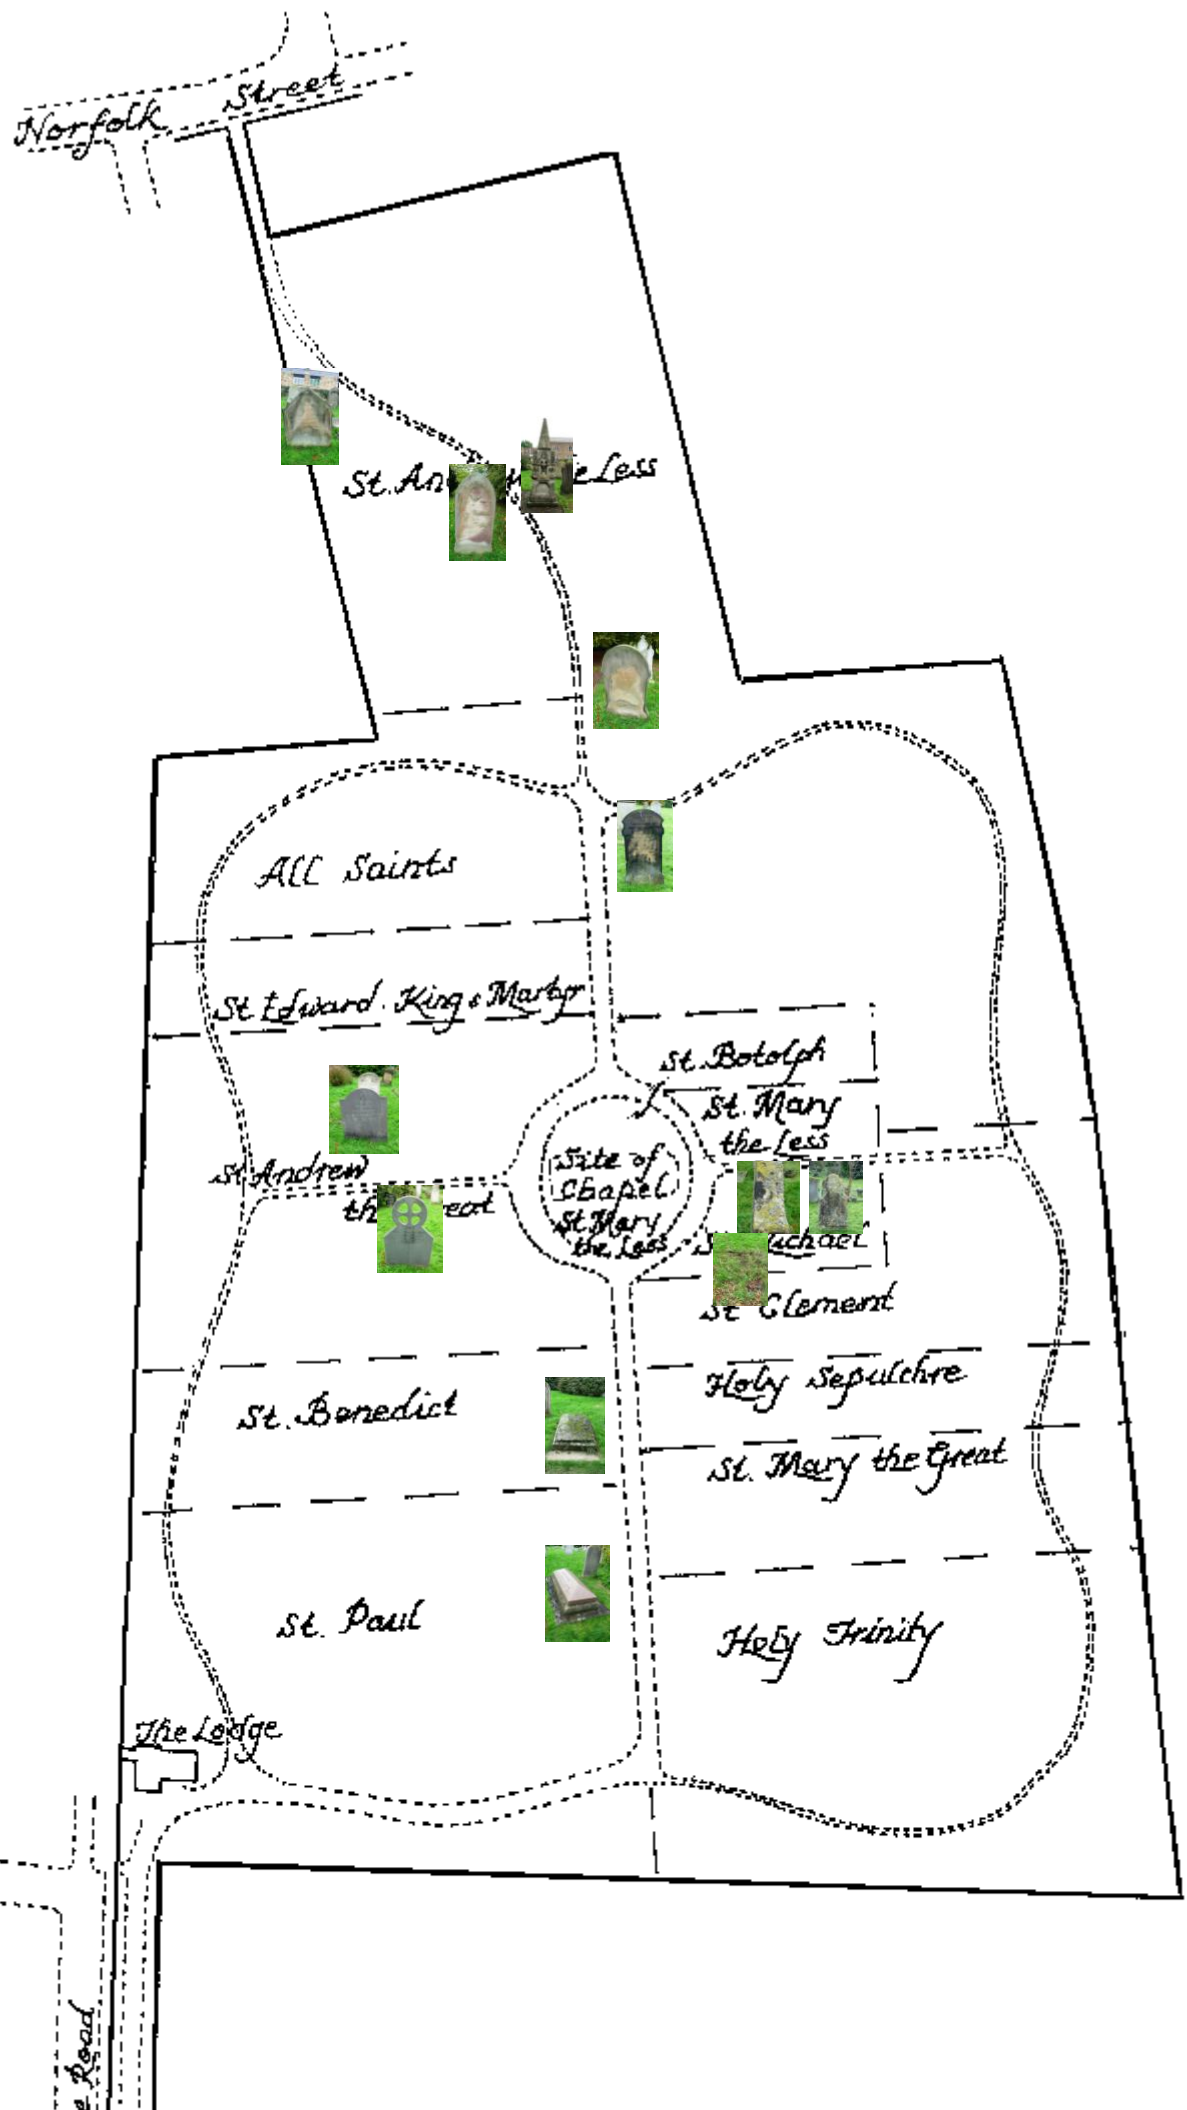 Norfolk Street
St. An e Less
All Saints
St Edward. King & Martyr
St. Botolph
St. Mary
the Less
Site of
Chapel
St Mary
the Less
St Andrew
th reat
S ichael
St Clement
Holy Sepulchre
St. Benedict
St. Mary the Great
St. Paul
Holy Trinity
The Lodge
e Road